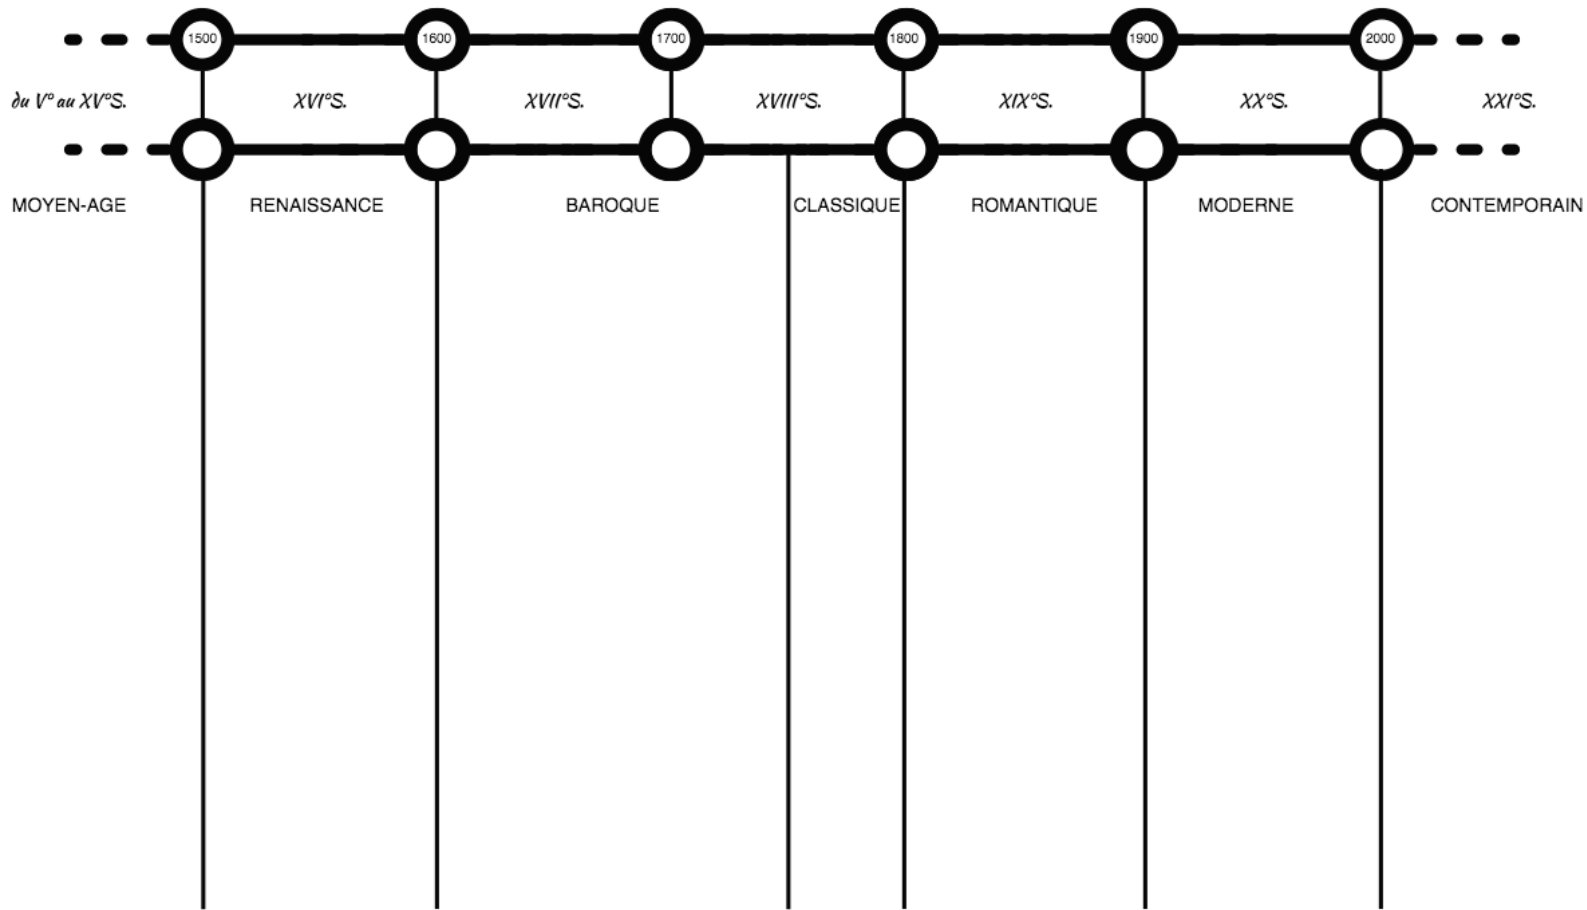 1500 1600 1700 1800 1900 2000
du V° au XV°S. XVI°S. XVII°S. XVIII°S. XIX°S. XX°S. XXI°S.
MOYEN-AGE RENAISSANCE BAROQUE CLASSIQUE ROMANTIQUE MODERNE CONTEMPORAIN